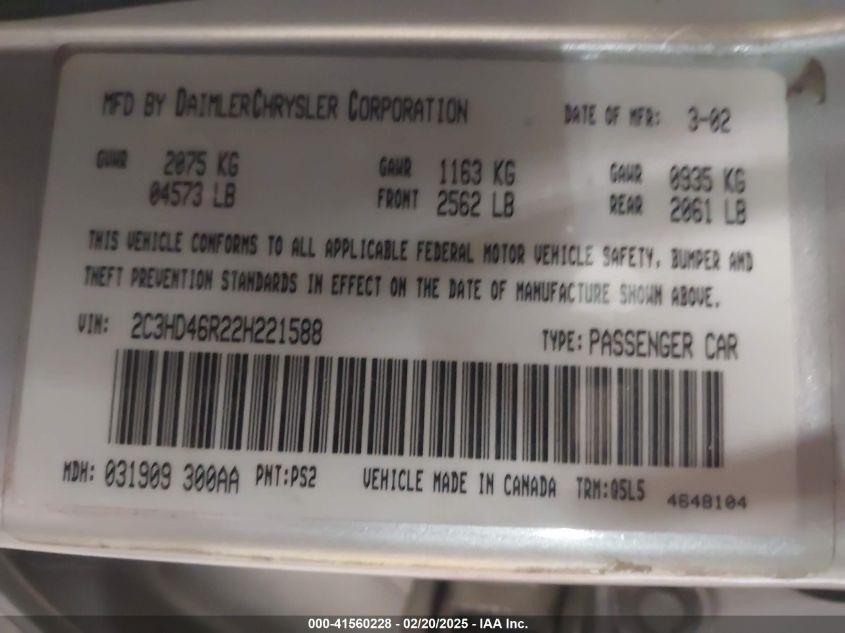 MFD BY DAIMLERCHRYSLER CORPORATION DATE OF MFR: 3-02
GVWR 2075 KG GAWR 1163 KG GAWR 0935 KG
04573 LB FRONT 2562 LB REAR 2061 LB
THIS VEHICLE CONFORMS TO ALL APPLICABLE FEDERAL MOTOR VEHICLE SAFETY, BUMPER AND
THEFT PREVENTION STANDARDS IN EFFECT ON THE DATE OF MANUFACTURE SHOWN ABOVE.
VIN: 2C3HD46R22H221588 TYPE: PASSENGER CAR
MDH: 031909 300AA PNT:PS2 VEHICLE MADE IN CANADA TRM:Q5L5 4648104
000-41560228 - 02/20/2025 - IAA Inc.